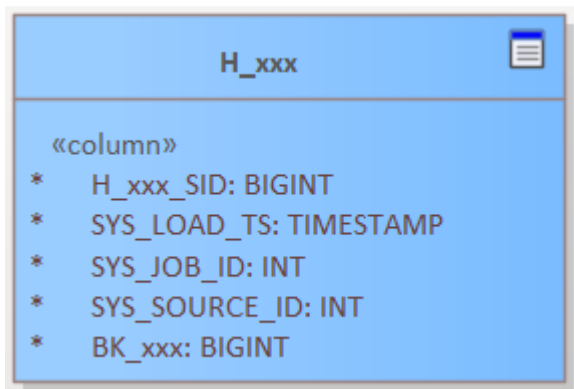 H_xxx
«column»
* H_xxx_SID: BIGINT
* SYS_LOAD_TS: TIMESTAMP
* SYS_JOB_ID: INT
* SYS_SOURCE_ID: INT
* BK_xxx: BIGINT